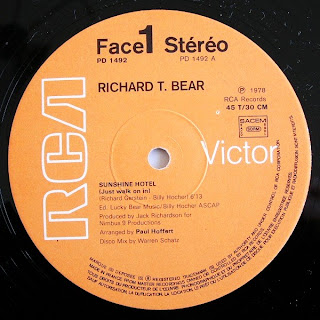 Face 1 Stéréo
PD 1492 PD 1492 A
RICHARD T. BEAR
℗ 1978
RCA Records
45 T/30 CM
SACEM
RCA
Victor
SUNSHINE HOTEL
(Just walk on in)
(Richard Gerstein - Billy Hocher) 6'13
Ed. Lucky Bear Music-Billy Hocher ASCAP
Produced by Jack Richardson for
Nimbus 9 Productions
Arranged by Paul Hoffert
Disco Mix by Warren Schatz